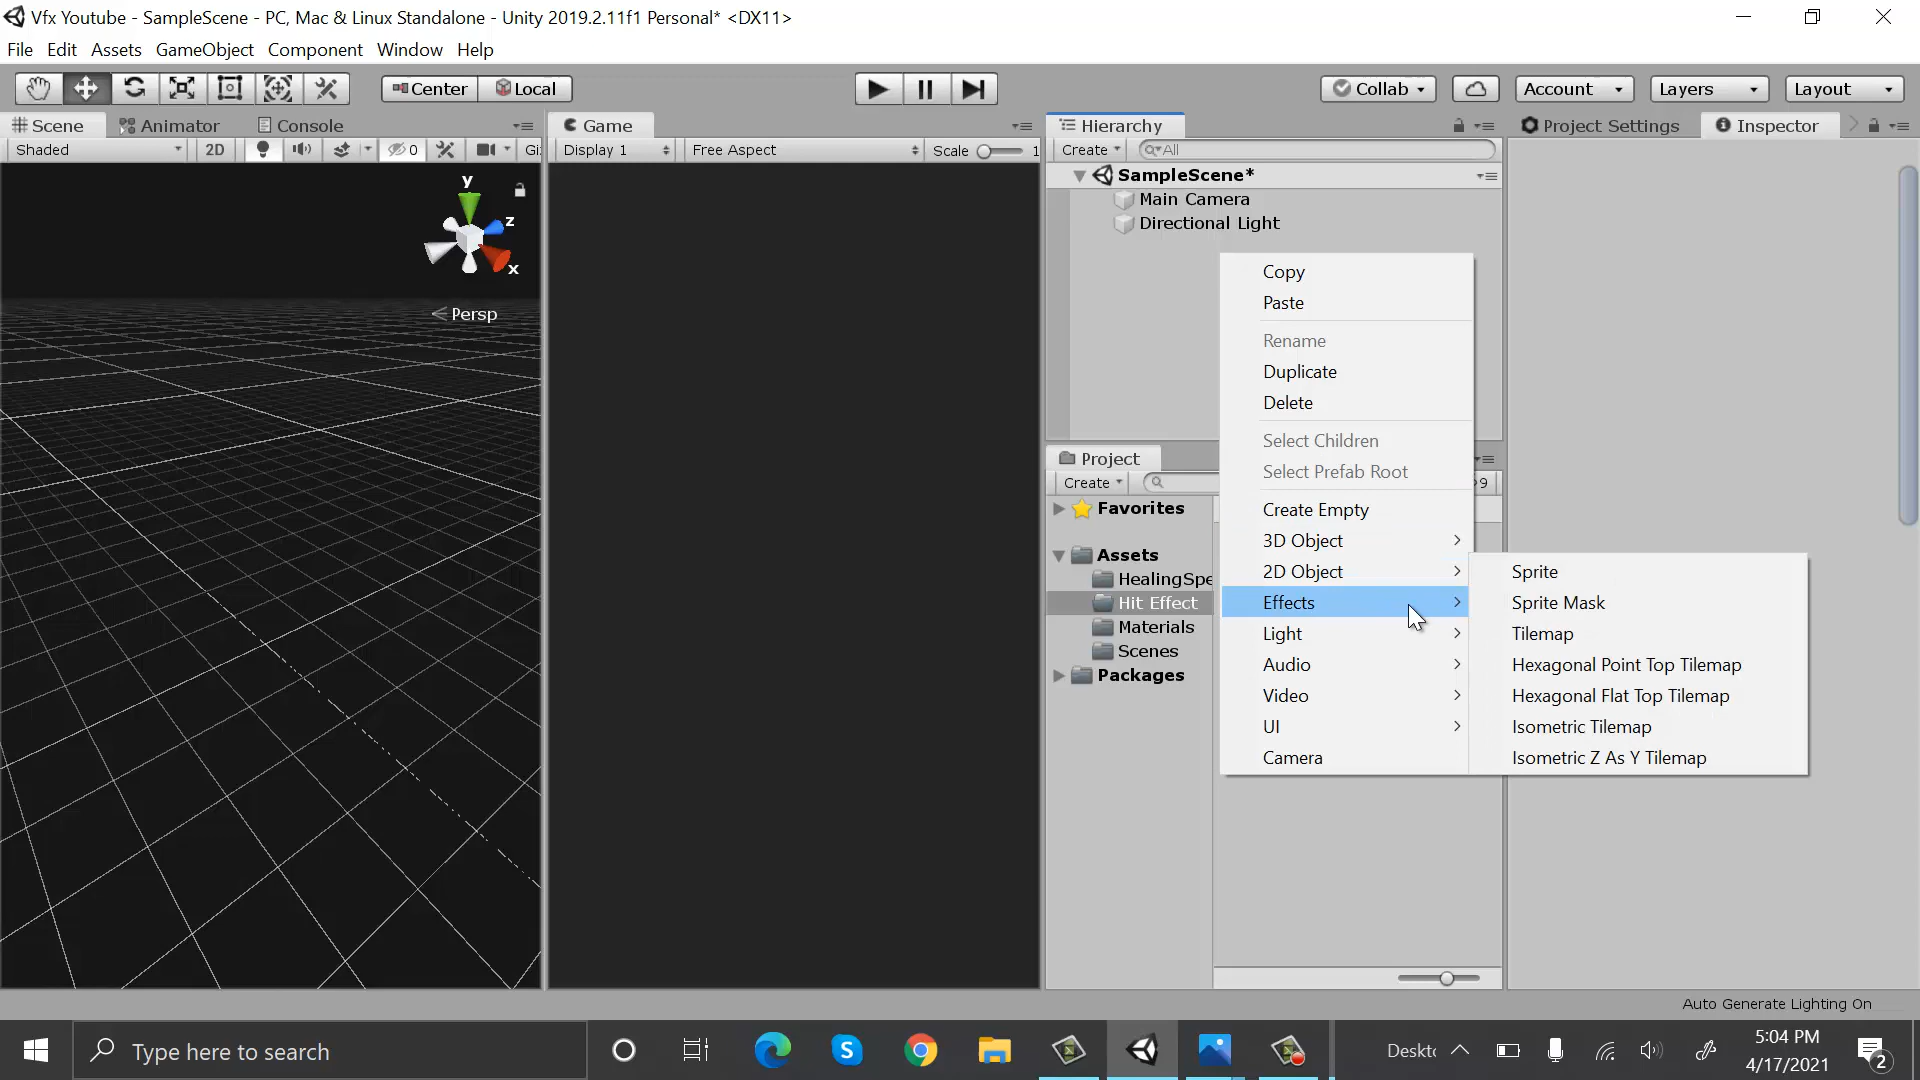 Vfx Youtube - SampleScene - PC, Mac & Linux Standalone - Unity 2019.2.11f1 Personal* <DX11>
File Edit Assets GameObject Component Window Help
Center Local Collab Account Layers Layout
Scene Animator Console Game Hierarchy Project Settings Inspector
Shaded 2D 0 Gi Display 1 Free Aspect Scale 1 Create All
SampleScene*
Main Camera
Directional Light
y
z
x
Persp
Copy
Paste
Rename
Duplicate
Delete
Select Children
Select Prefab Root
Create Empty
3D Object
2D Object
Effects
Light
Audio
Video
UI
Camera
Sprite
Sprite Mask
Tilemap
Hexagonal Point Top Tilemap
Hexagonal Flat Top Tilemap
Isometric Tilemap
Isometric Z As Y Tilemap
Project
Create 9
Favorites
Assets
HealingSpe
Hit Effect
Materials
Scenes
Packages
Auto Generate Lighting On
Type here to search
Deskt
5:04 PM
4/17/2021
2